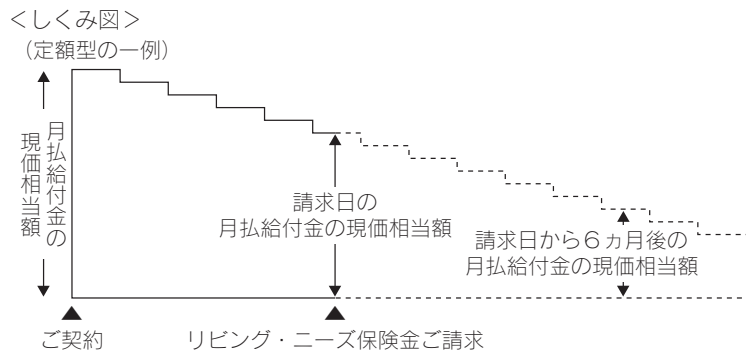 ＜しくみ図＞
（定額型の一例）
月払給付金の
現価相当額
請求日の
月払給付金の現価相当額
請求日から6ヵ月後の
月払給付金の現価相当額
ご契約
リビング・ニーズ保険金ご請求